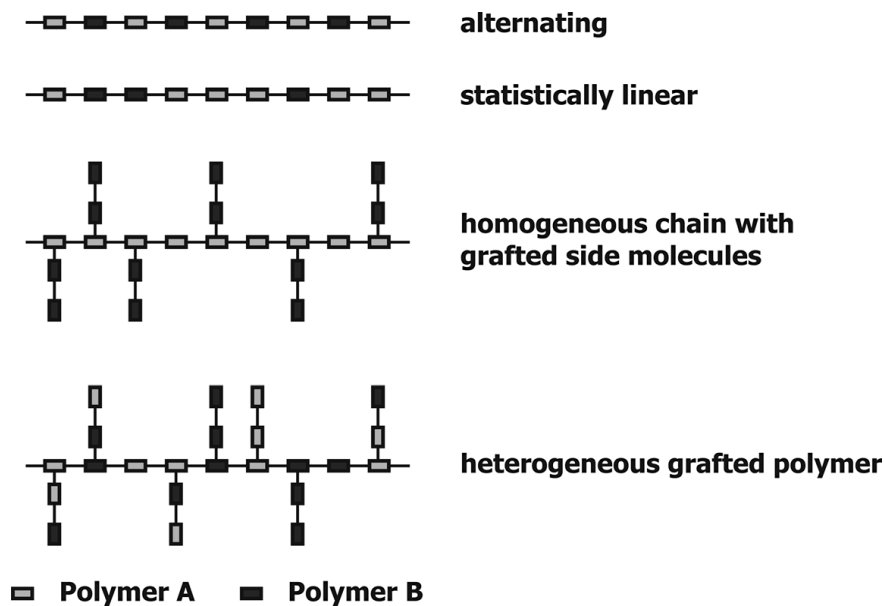 alternating
statistically linear
homogeneous chain with
grafted side molecules
heterogeneous grafted polymer
Polymer A
Polymer B